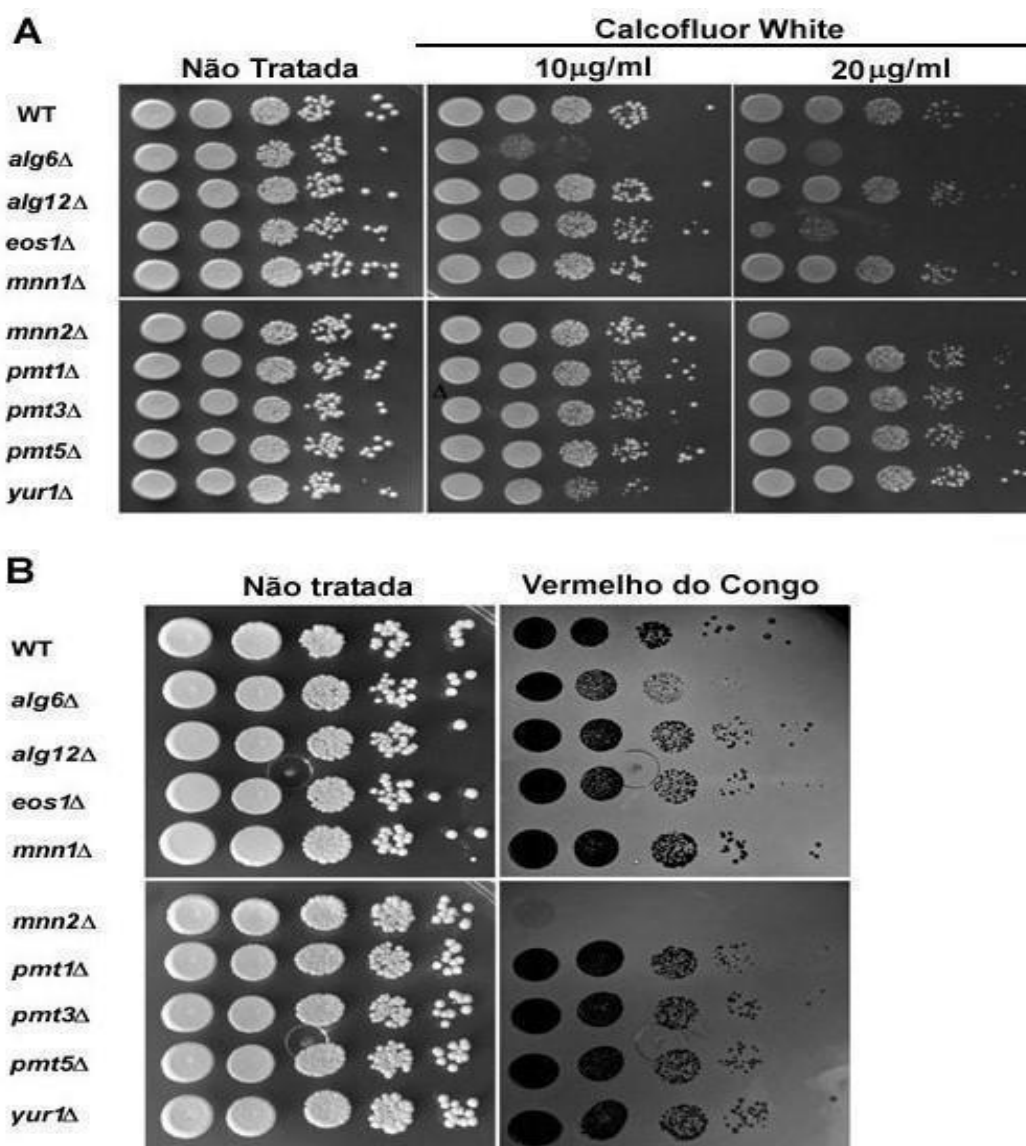 A
Calcofluor White
Não Tratada
10µg/ml
20µg/ml
WT
alg6Δ
alg12Δ
eos1Δ
mnn1Δ
mnn2Δ
pmt1Δ
Δ
pmt3Δ
pmt5Δ
yur1Δ
B
Não tratada
Vermelho do Congo
WT
alg6Δ
alg12Δ
eos1Δ
mnn1Δ
mnn2Δ
pmt1Δ
pmt3Δ
pmt5Δ
yur1Δ